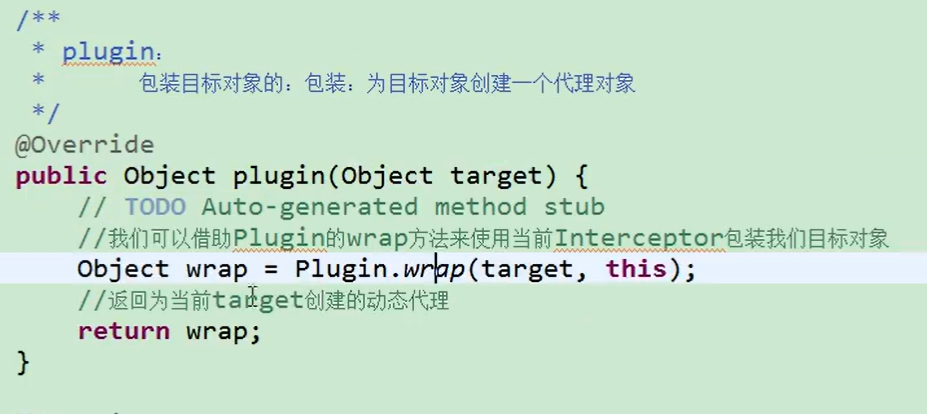 /**
 * plugin：
 *       包装目标对象的：包装：为目标对象创建一个代理对象
 */
@Override
public Object plugin(Object target) {
    // TODO Auto-generated method stub
    //我们可以借助Plugin的wrap方法来使用当前Interceptor包装我们目标对象
    Object wrap = Plugin.wrap(target, this);
    //返回为当前target创建的动态代理
    return wrap;
}